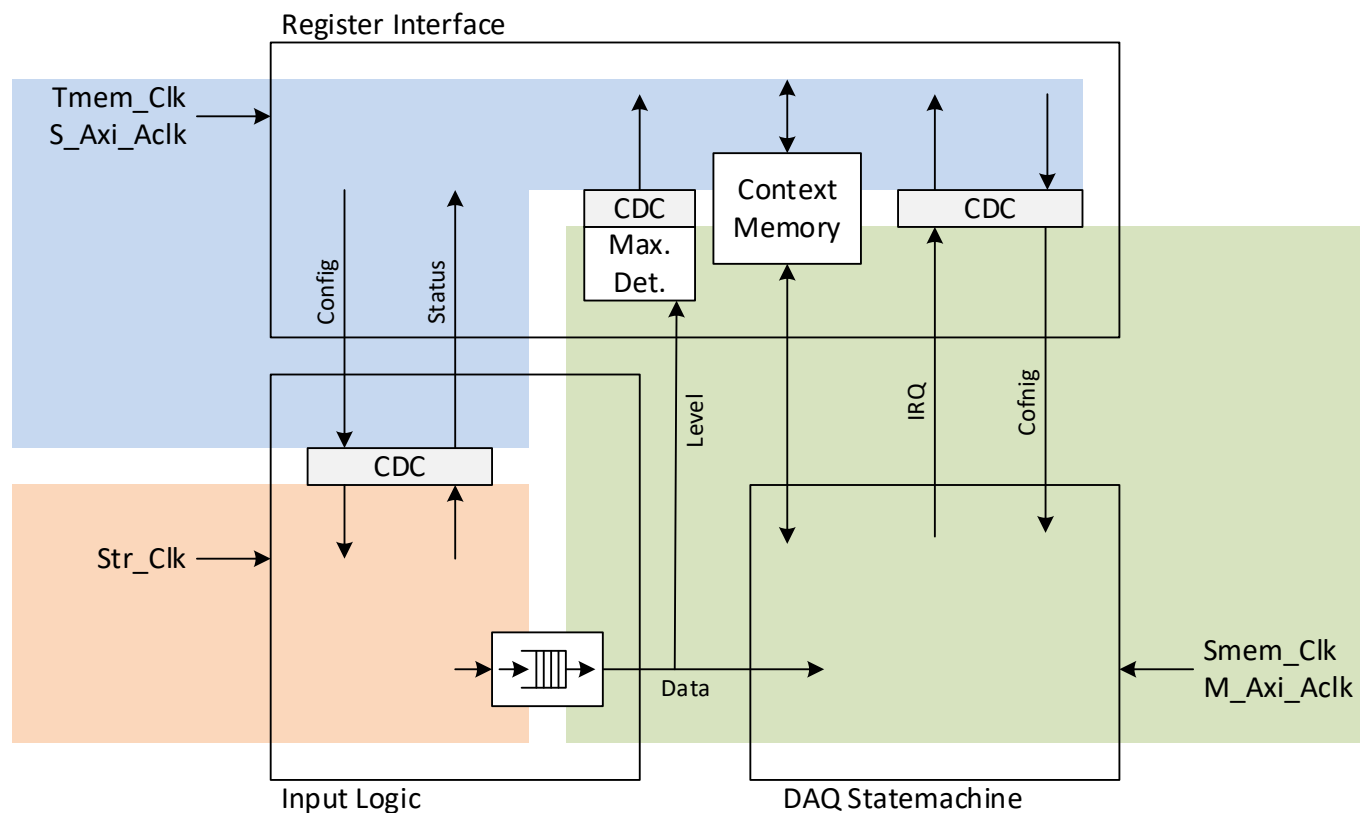 Register Interface
Tmem_Clk
S_Axi_Aclk
CDC
Max.
Det.
Context
Memory
CDC
Config
Status
Level
IRQ
Cofnig
CDC
Str_Clk
Data
Smem_Clk
M_Axi_Aclk
Input Logic
DAQ Statemachine